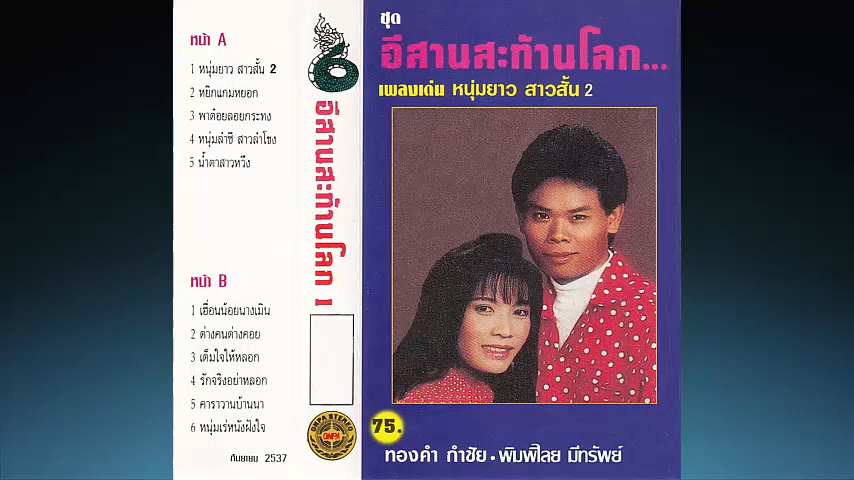 หน้า A
1 หนุ่มยาว สาวสั้น 2
2 หยิกแกมหยอก
3 พาต้อยลอยกระทง
4 หนุ่มลำชี สาวลำโขง
5 น้ำตาสาวหวึง
หน้า B
1 เฮือนน้อยนางเมิน
2 ต่างคนต่างคอย
3 เต็มใจให้หลอก
4 รักจริงอย่าหลอก
5 คาราวานบ้านนา
6 หนุ่มเร่หนังฝังใจ
กันยายน 2537
อีสานสะท้านโลก 1
ONPA STEREO
ONPA
ชุด
อีสานสะท้านโลก...
เพลงเด่น หนุ่มยาว สาวสั้น 2
75.
ทองคำ กำชัย • พิมพิไลย มีทรัพย์